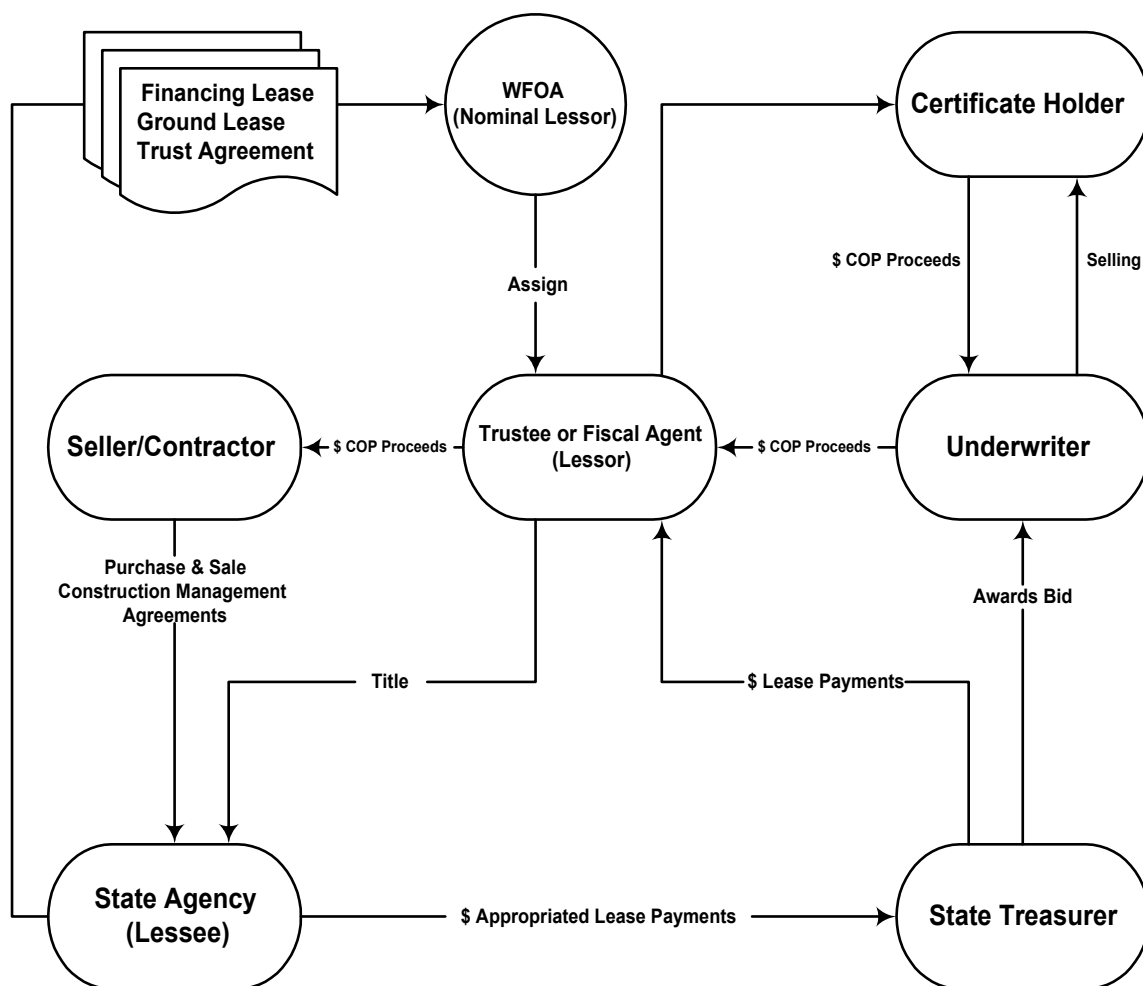 Financing Lease
Ground Lease
Trust Agreement
WFOA
(Nominal Lessor)
Certificate Holder
Assign
$ COP Proceeds
Selling
Seller/Contractor
$ COP Proceeds
Trustee or Fiscal Agent
(Lessor)
$ COP Proceeds
Underwriter
Purchase & Sale
Construction Management
Agreements
Awards Bid
Title
$ Lease Payments
State Agency
(Lessee)
$ Appropriated Lease Payments
State Treasurer